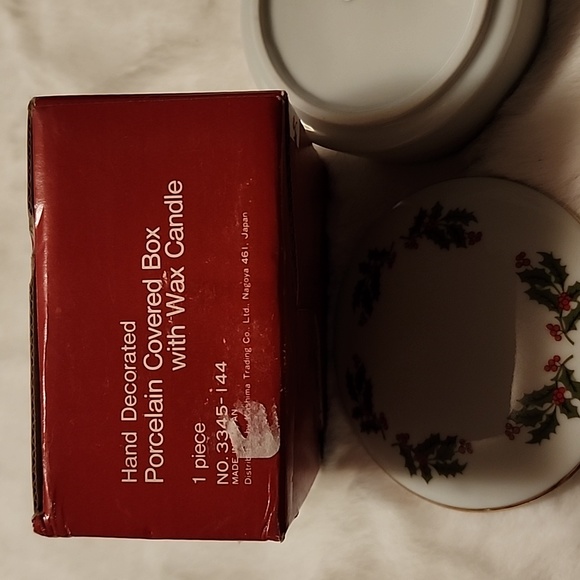 Hand Decorated
Porcelain Covered Box
with Wax Candle
1 piece
NO. 3345-144
MADE
Trading Co., Ltd., Nagoya 461, Japan